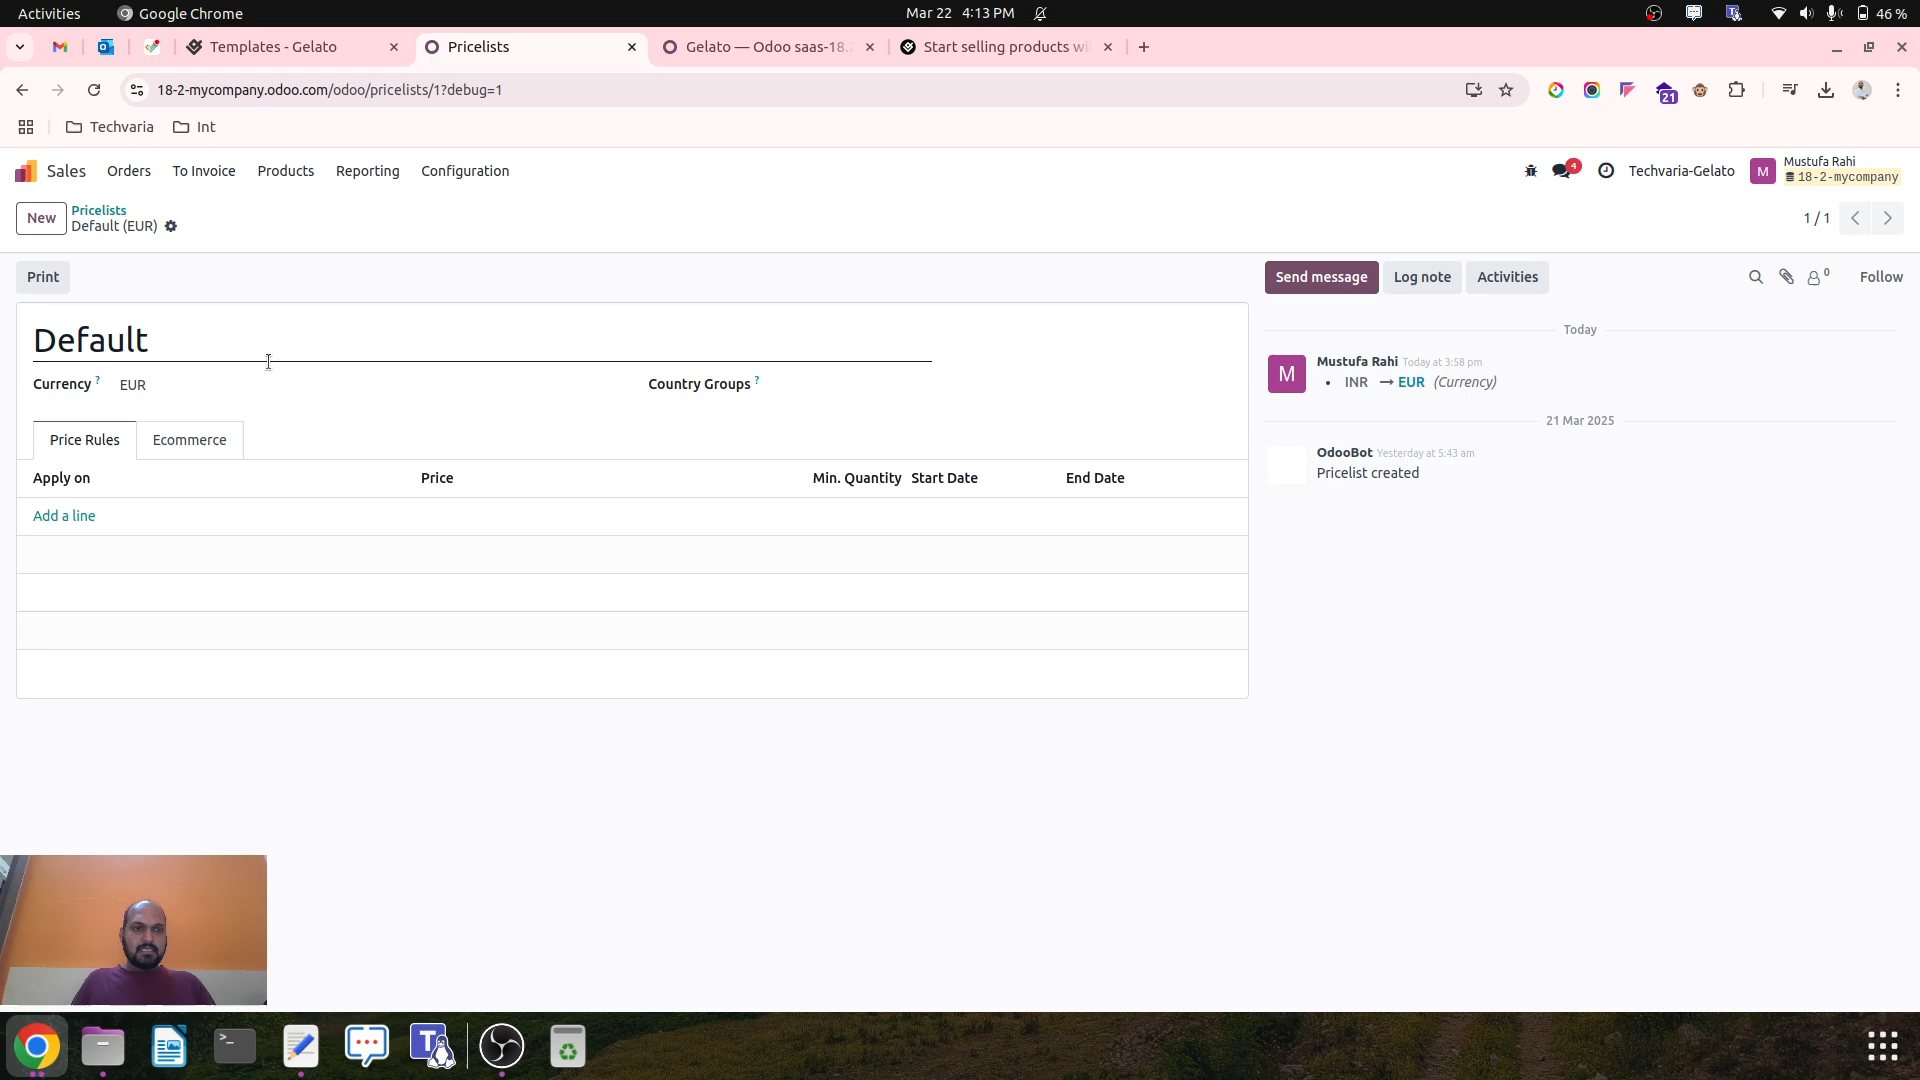 Activities
Google Chrome
Mar 22 4:13 PM
46 %
Templates - Gelato
Pricelists
Gelato — Odoo saas-18.
Start selling products wi
18-2-mycompany.odoo.com/odoo/pricelists/1?debug=1
21
Techvaria
Int
Sales
Orders
To Invoice
Products
Reporting
Configuration
4
Techvaria-Gelato
M
Mustufa Rahi
18-2-mycompany
New
Pricelists
Default (EUR)
1 / 1
Print
Send message
Log note
Activities
0
Follow
Default
Currency ?
EUR
Country Groups ?
Price Rules
Ecommerce
Apply on
Price
Min. Quantity
Start Date
End Date
Add a line
Today
M
Mustufa Rahi Today at 3:58 pm
• INR → EUR (Currency)
21 Mar 2025
OdooBot Yesterday at 5:43 am
Pricelist created